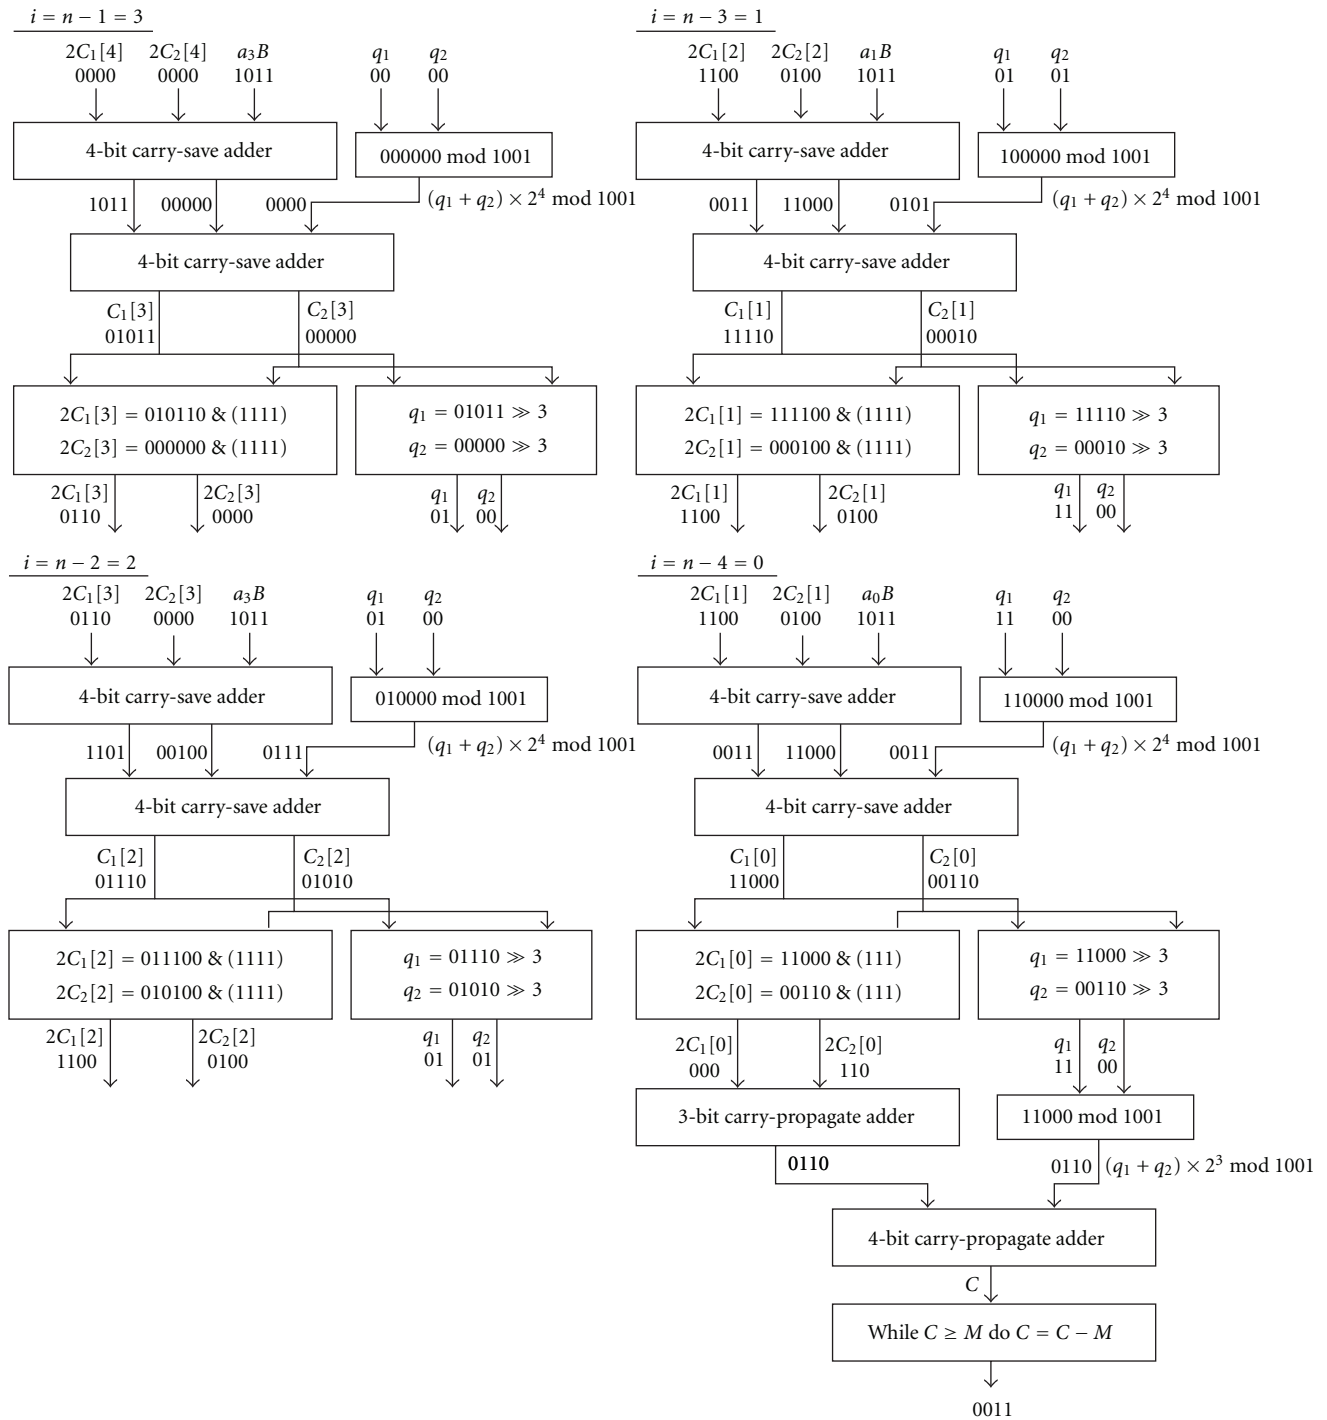 i = n − 1 = 3
2C₁[4] 2C₂[4] a₃B q₁ q₂
0000 0000 1011 00 00
4-bit carry-save adder
000000 mod 1001
1011 00000 0000 (q₁ + q₂) × 2⁴ mod 1001
4-bit carry-save adder
C₁[3] C₂[3]
01011 00000
2C₁[3] = 010110 & (1111)
2C₂[3] = 000000 & (1111)
q₁ = 01011 ≫ 3
q₂ = 00000 ≫ 3
2C₁[3] 2C₂[3] q₁ q₂
0110 0000 01 00
i = n − 2 = 2
2C₁[3] 2C₂[3] a₃B q₁ q₂
0110 0000 1011 01 00
4-bit carry-save adder
010000 mod 1001
1101 00100 0111 (q₁ + q₂) × 2⁴ mod 1001
4-bit carry-save adder
C₁[2] C₂[2]
01110 01010
2C₁[2] = 011100 & (1111)
2C₂[2] = 010100 & (1111)
q₁ = 01110 ≫ 3
q₂ = 01010 ≫ 3
2C₁[2] 2C₂[2] q₁ q₂
1100 0100 01 01
i = n − 3 = 1
2C₁[2] 2C₂[2] a₁B q₁ q₂
1100 0100 1011 01 01
4-bit carry-save adder
100000 mod 1001
0011 11000 0101 (q₁ + q₂) × 2⁴ mod 1001
4-bit carry-save adder
C₁[1] C₂[1]
11110 00010
2C₁[1] = 111100 & (1111)
2C₂[1] = 000100 & (1111)
q₁ = 11110 ≫ 3
q₂ = 00010 ≫ 3
2C₁[1] 2C₂[1] q₁ q₂
1100 0100 11 00
i = n − 4 = 0
2C₁[1] 2C₂[1] a₀B q₁ q₂
1100 0100 1011 11 00
4-bit carry-save adder
110000 mod 1001
0011 11000 0011 (q₁ + q₂) × 2⁴ mod 1001
4-bit carry-save adder
C₁[0] C₂[0]
11000 00110
2C₁[0] = 11000 & (111)
2C₂[0] = 00110 & (111)
q₁ = 11000 ≫ 3
q₂ = 00110 ≫ 3
2C₁[0] 2C₂[0] q₁ q₂
000 110 11 00
3-bit carry-propagate adder
11000 mod 1001
0110 0110 (q₁ + q₂) × 2³ mod 1001
4-bit carry-propagate adder
C
While C ≥ M do C = C − M
0011